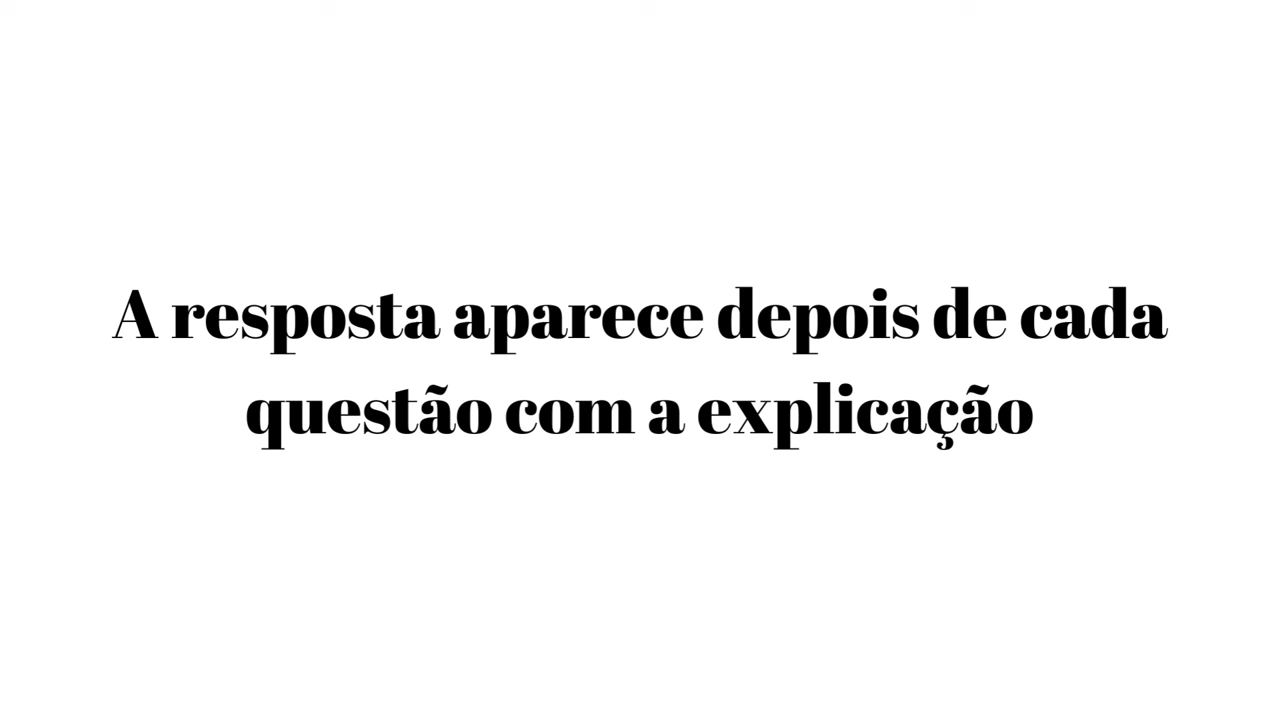 A resposta aparece depois de cada
questão com a explicação